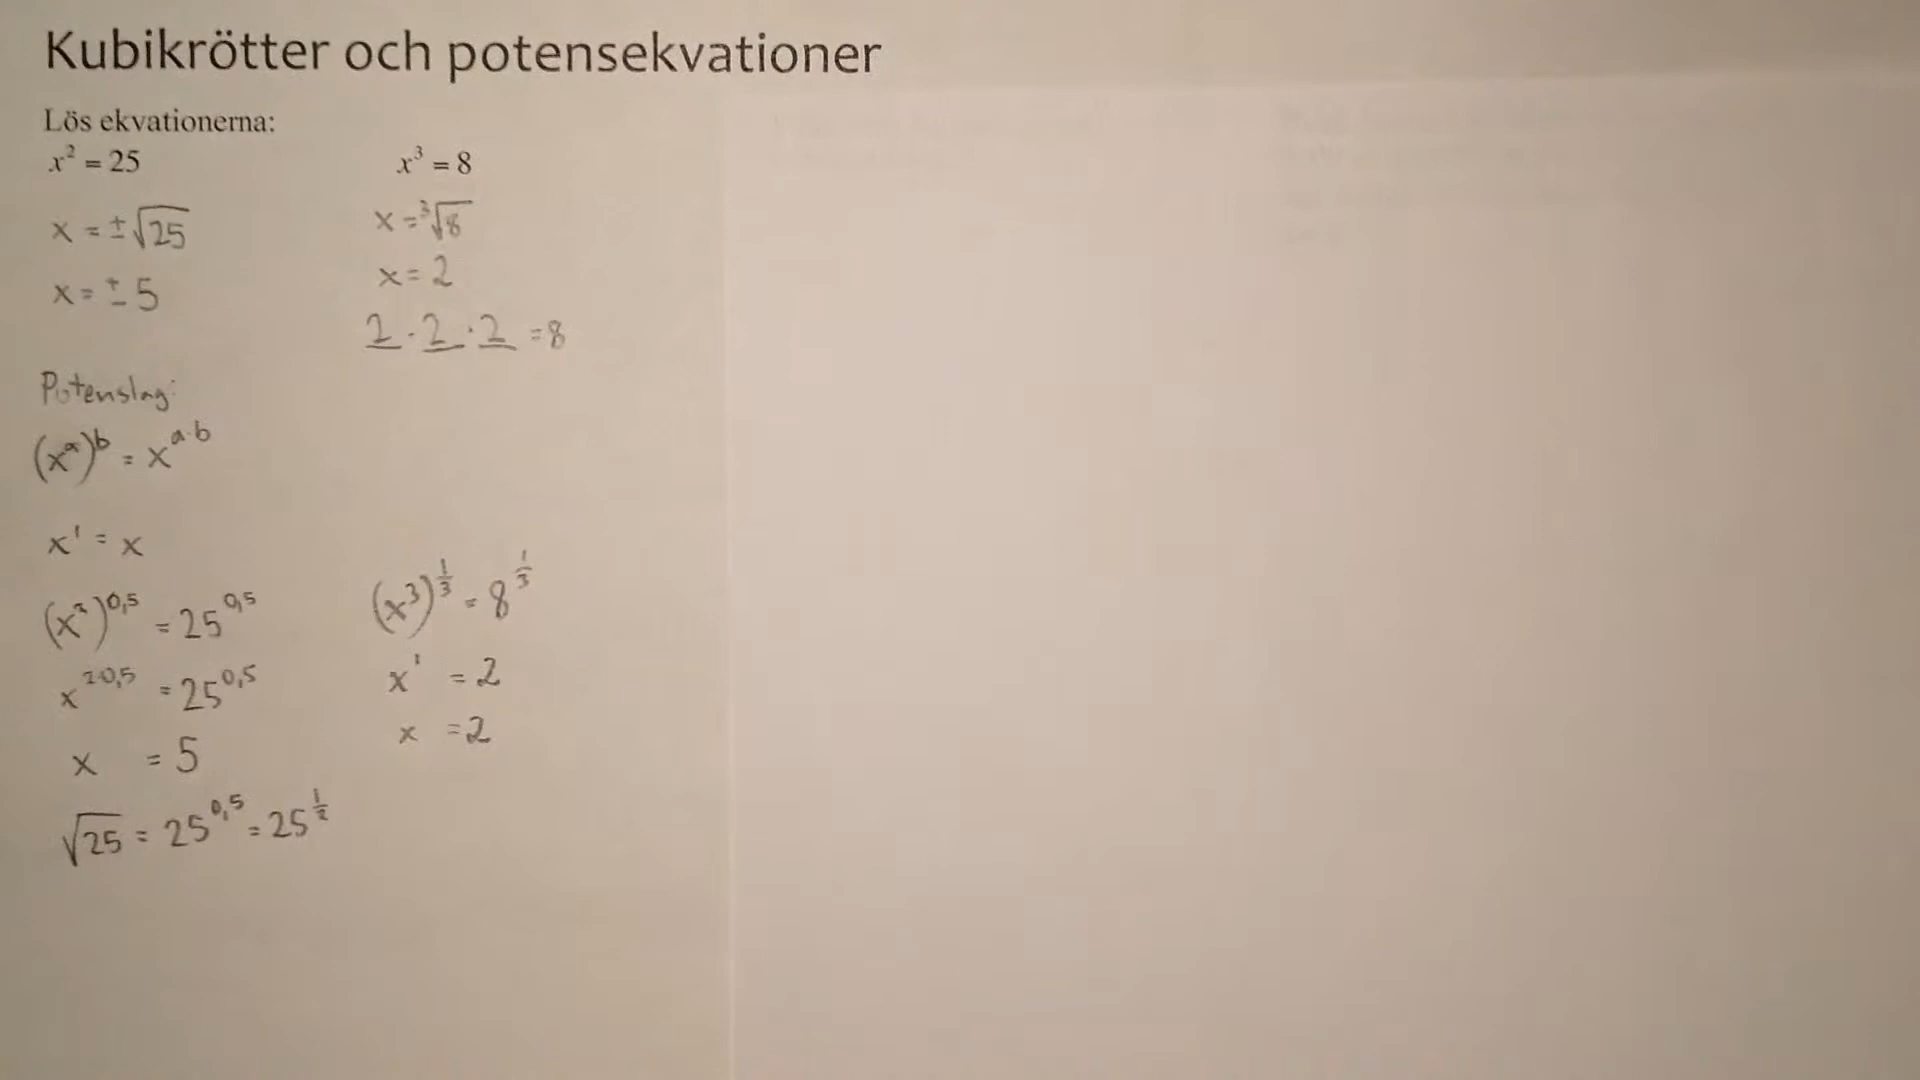 Kubikrötter och potensekvationer
Lös ekvationerna:
x² = 25
x = ±√25
x = ± 5
Potenslag:
(xᵃ)ᵇ = xᵃ·ᵇ
x¹ = x
(x²)^0,5 = 25^0,5
x^2·0,5 = 25^0,5
x = 5
√25 = 25^0,5 = 25^1/2
x³ = 8
x = ³√8
x = 2
2 · 2 · 2 = 8
(x³)^1/3 = 8^1/3
x¹ = 2
x = 2